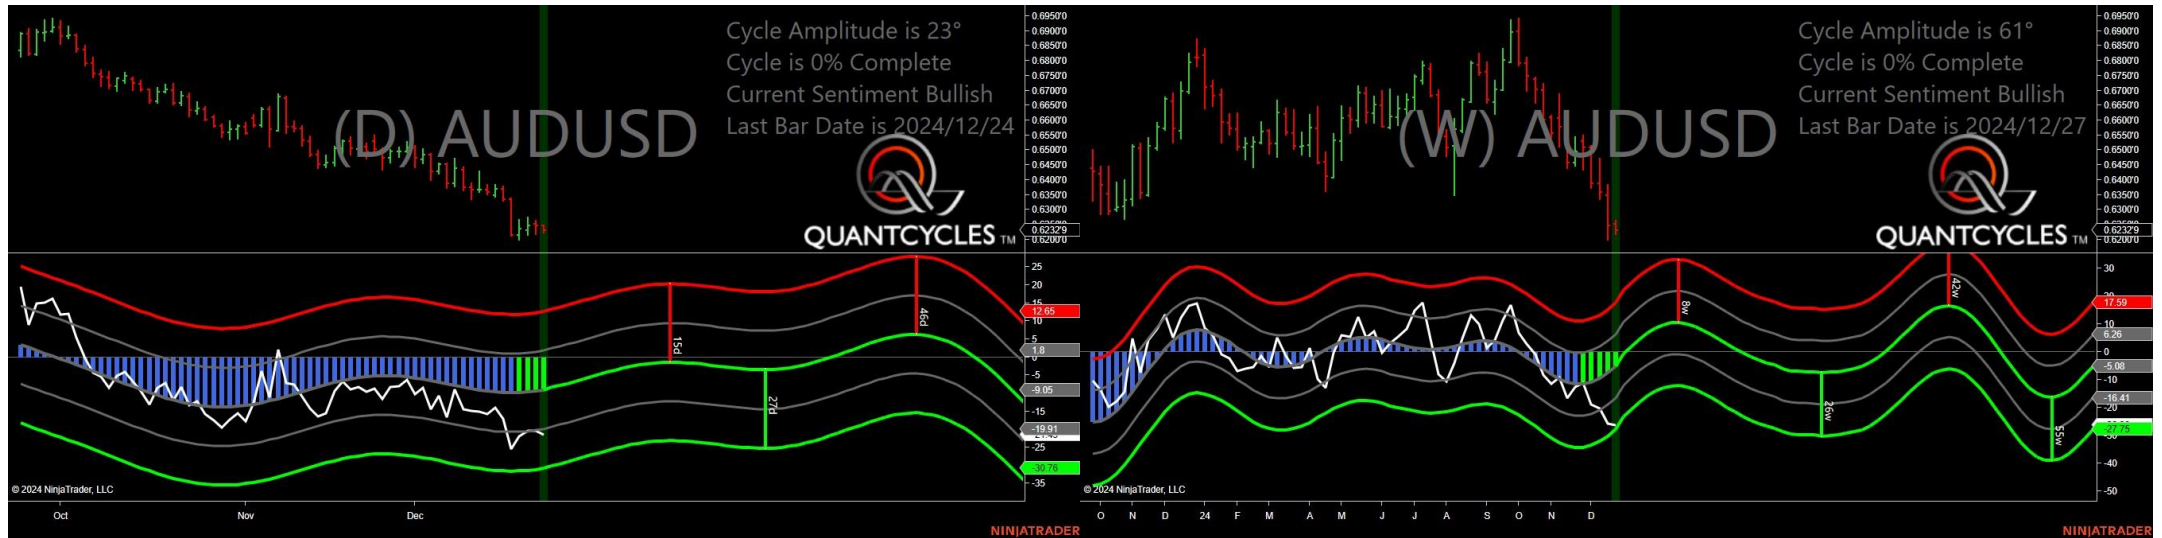 (D) AUDUSD
Cycle Amplitude is 23°
Cycle is 0% Complete
Current Sentiment Bullish
Last Bar Date is 2024/12/24
QUANTCYCLES TM
0.6950'0
0.6900'0
0.6850'0
0.6800'0
0.6750'0
0.6700'0
0.6650'0
0.6600'0
0.6550'0
0.6500'0
0.6450'0
0.6400'0
0.6350'0
0.6300'0
0.6232'9
0.6200'0
15d
27d
46d
25
20
15
12.65
10
5
1.8
-5
-9.05
-15
-19.91
-25
-30.76
-35
© 2024 NinjaTrader, LLC
Oct
Nov
Dec
NINJATRADER
(W) AUDUSD
Cycle Amplitude is 61°
Cycle is 0% Complete
Current Sentiment Bullish
Last Bar Date is 2024/12/27
QUANTCYCLES TM
0.6950'0
0.6900'0
0.6850'0
0.6800'0
0.6750'0
0.6700'0
0.6650'0
0.6600'0
0.6550'0
0.6500'0
0.6450'0
0.6400'0
0.6350'0
0.6300'0
0.6232'9
0.6200'0
8w
26w
42w
55w
30
17.59
10
6.26
0
-5.08
-10
-16.41
-20
-27.75
-40
-50
© 2024 NinjaTrader, LLC
O
N
D
24
F
M
A
M
J
J
A
S
O
N
D
NINJATRADER